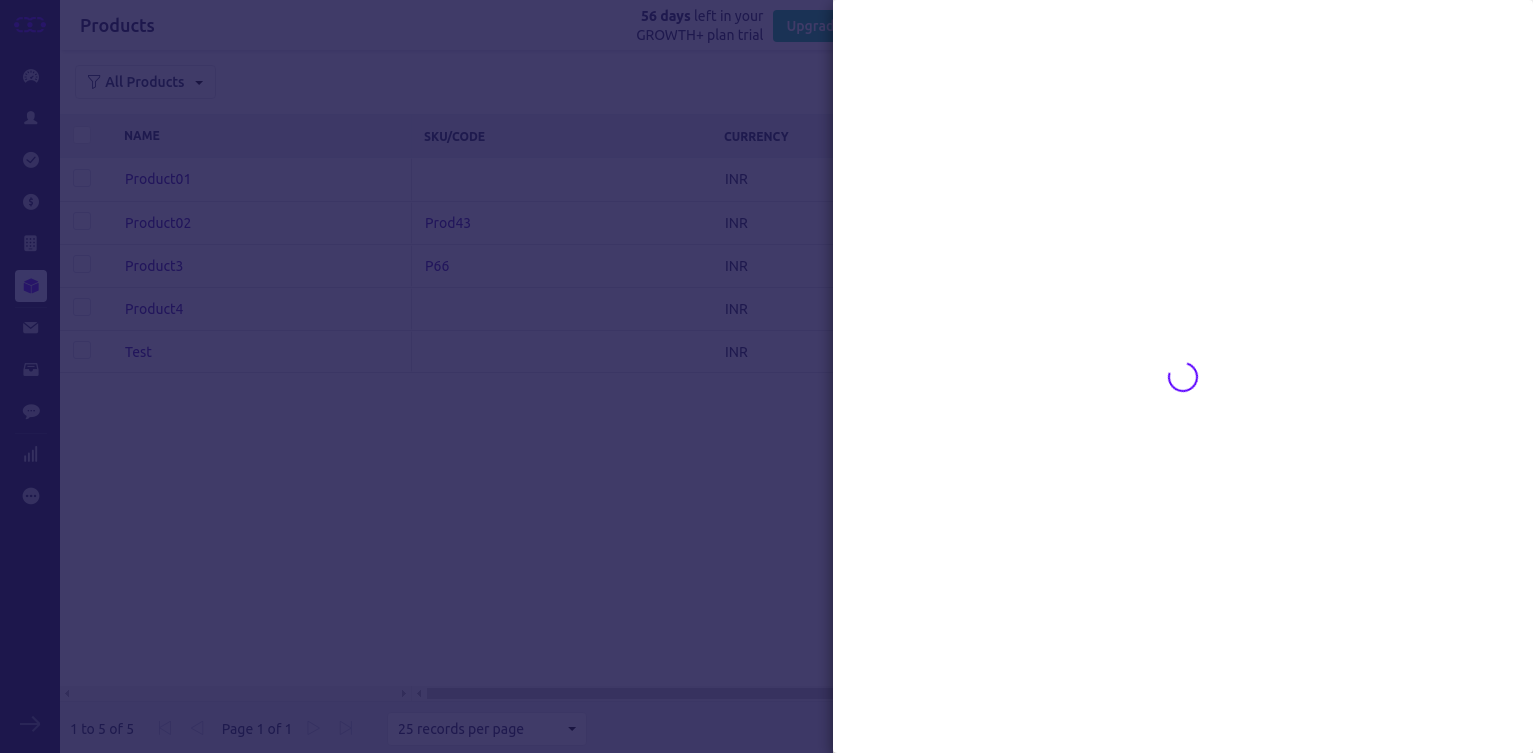 Products
56 days left in your
GROWTH+ plan trial
All Products
NAME SKU/CODE CURRENCY
Product01 INR
Product02 Prod43 INR
Product3 P66 INR
Product4 INR
Test INR
1 to 5 of 5 Page 1 of 1 25 records per page